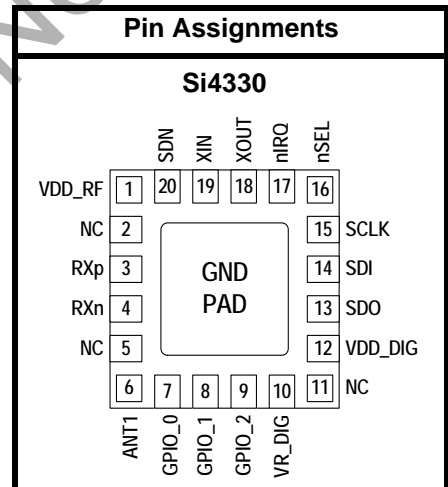 Pin Assignments
Si4330
SDN XIN XOUT nIRQ nSEL
VDD_RF 1 20 19 18 17 16
NC 2 15 SCLK
RXp 3 GND 14 SDI
RXn 4 PAD 13 SDO
NC 5 12 VDD_DIG
6 7 8 9 10 11 NC
ANT1 GPIO_0 GPIO_1 GPIO_2 VR_DIG